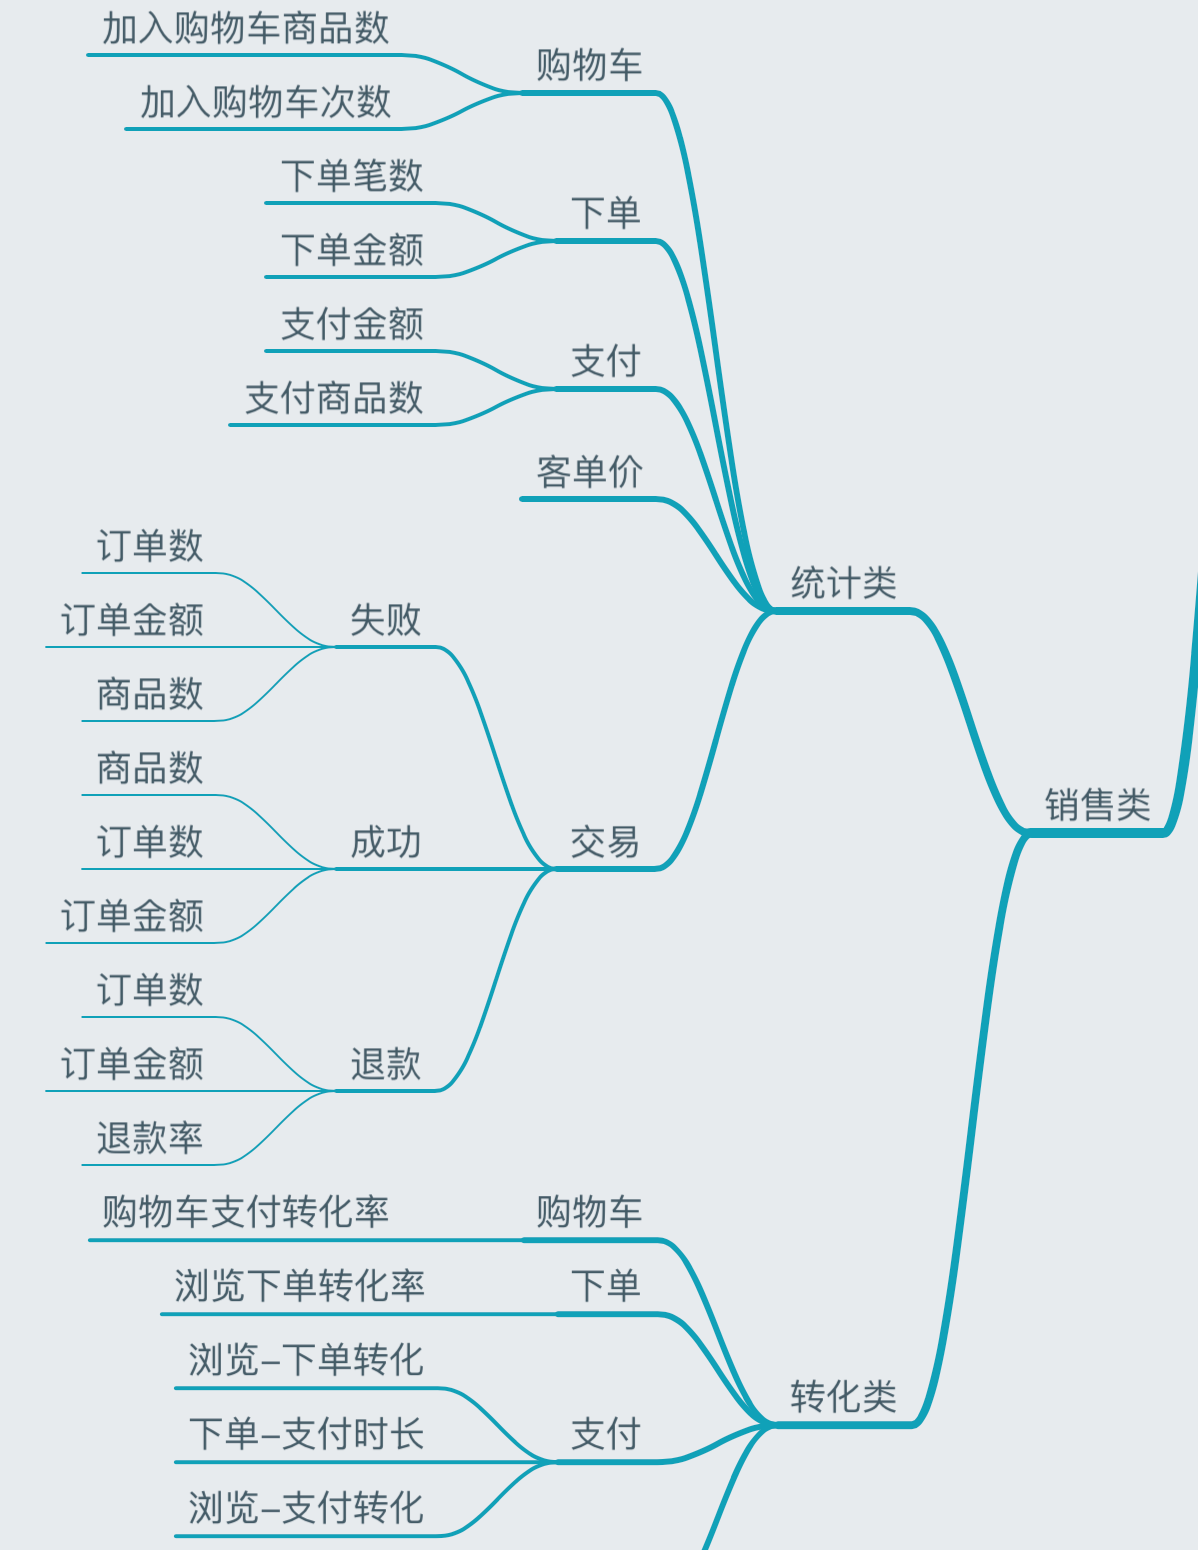 加入购物车商品数
购物车
加入购物车次数
下单笔数
下单
下单金额
支付金额
支付
支付商品数
客单价
订单数
统计类
订单金额
失败
商品数
商品数
销售类
订单数
成功
交易
订单金额
订单数
订单金额
退款
退款率
购物车支付转化率
购物车
浏览下单转化率
下单
浏览–下单转化
转化类
下单–支付时长
支付
浏览–支付转化